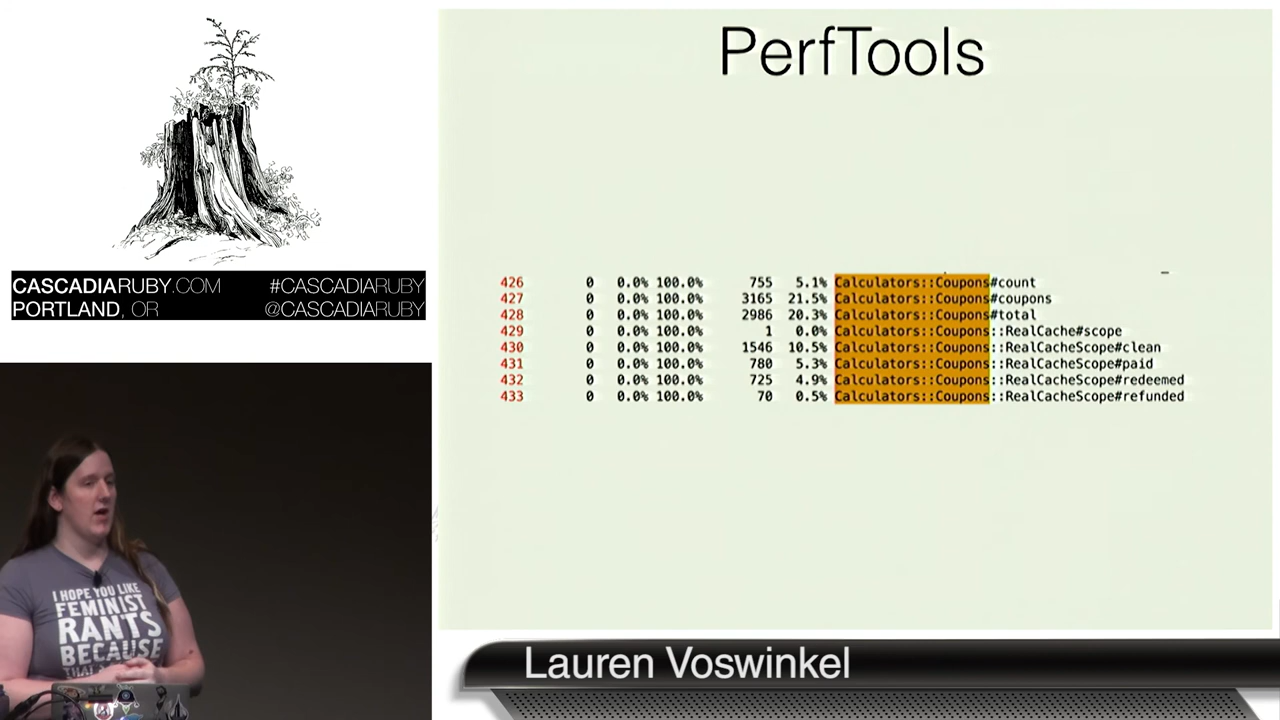 PerfTools
CASCADIARUBY.COM #CASCADIARUBY
PORTLAND, OR @CASCADIARUBY
426 0 0.0% 100.0% 755 5.1% Calculators::Coupons#count
427 0 0.0% 100.0% 3165 21.5% Calculators::Coupons#coupons
428 0 0.0% 100.0% 2986 20.3% Calculators::Coupons#total
429 0 0.0% 100.0% 1 0.0% Calculators::Coupons::RealCache#scope
430 0 0.0% 100.0% 1546 10.5% Calculators::Coupons::RealCacheScope#clean
431 0 0.0% 100.0% 780 5.3% Calculators::Coupons::RealCacheScope#paid
432 0 0.0% 100.0% 725 4.9% Calculators::Coupons::RealCacheScope#redeemed
433 0 0.0% 100.0% 70 0.5% Calculators::Coupons::RealCacheScope#refunded
I HOPE YOU LIKE
FEMINIST
RANTS
BECAUSE
Lauren Voswinkel